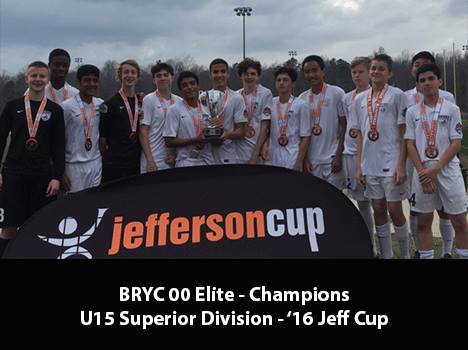 jeffersoncup
BRYC 00 Elite - Champions
U15 Superior Division - ‘16 Jeff Cup